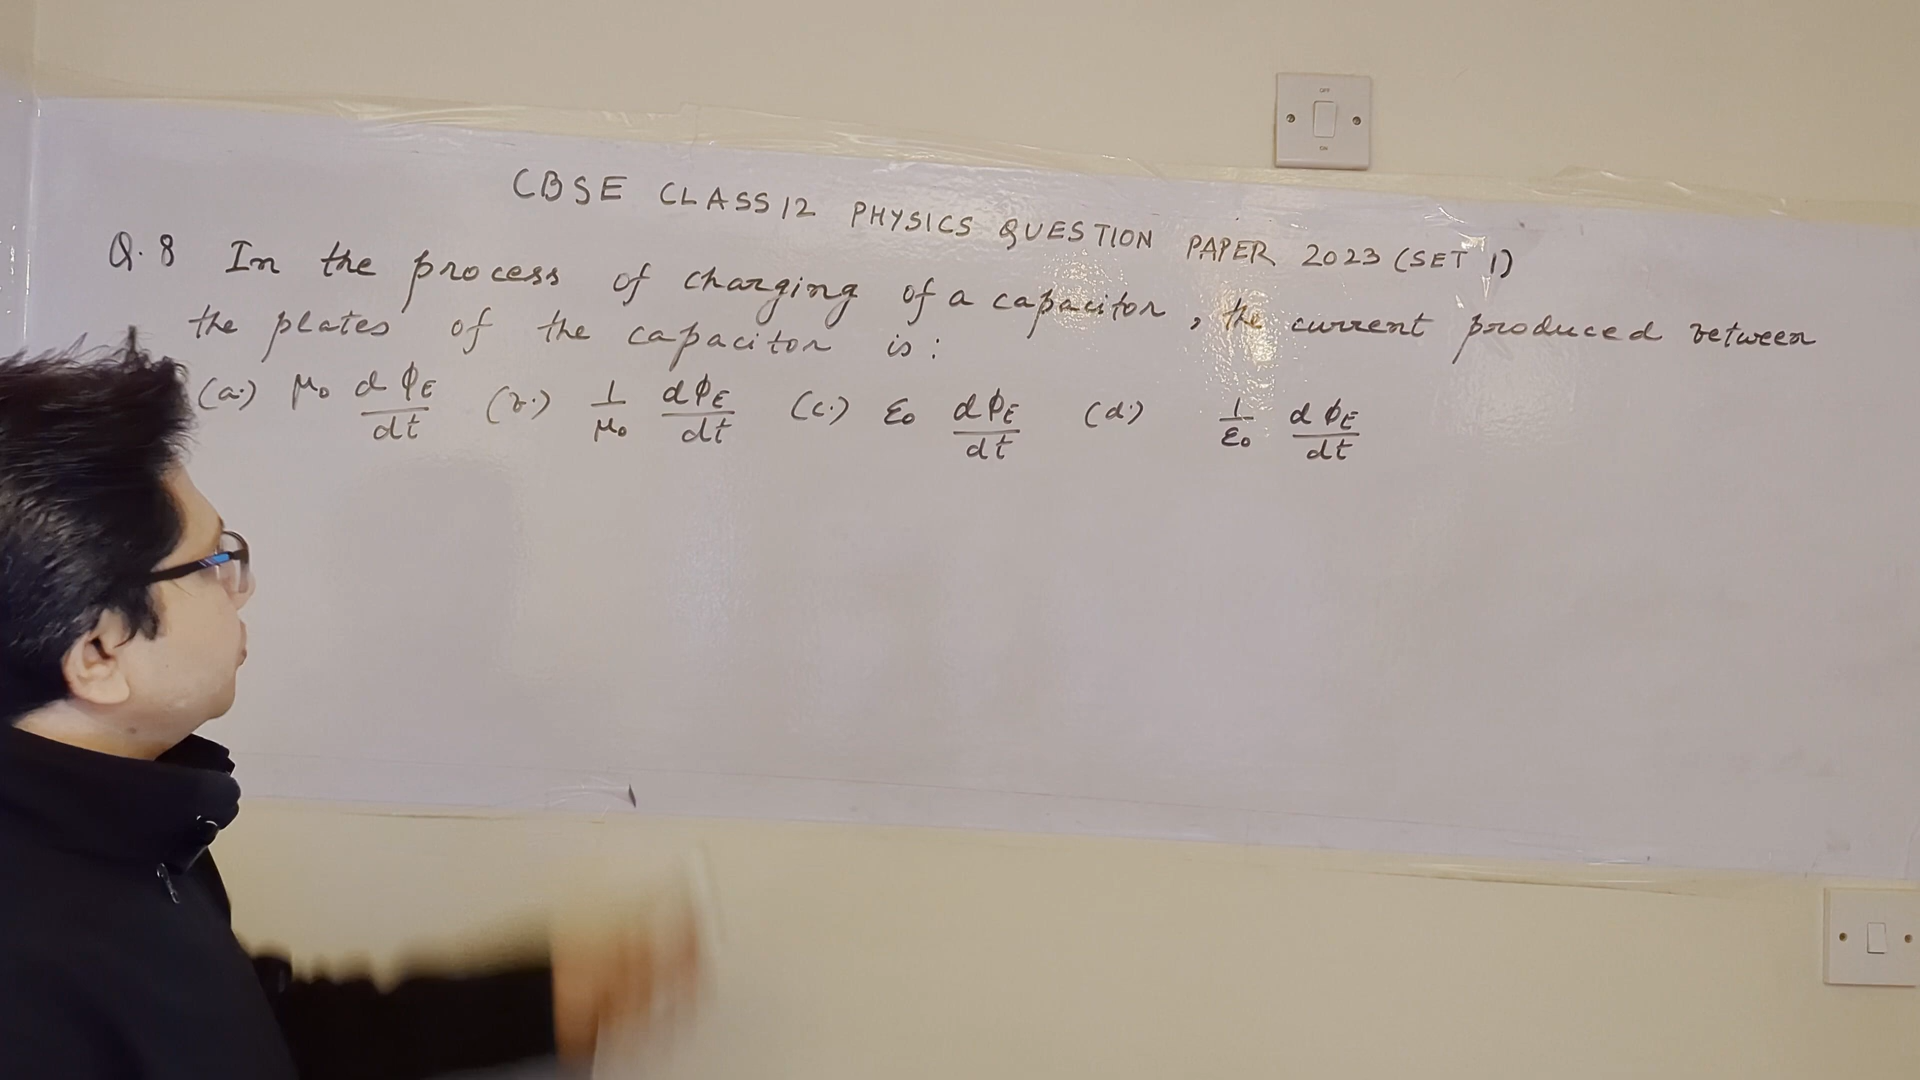 OFF
ON
CBSE CLASS 12 PHYSICS QUESTION PAPER 2023 (SET 1)
Q.8 In the process of charging of a capacitor, the current produced between
the plates of the capacitor is:
(a.) μ₀ dϕE/dt (b.) 1/μ₀ dϕE/dt (c.) ε₀ dϕE/dt (d.) 1/ε₀ dϕE/dt